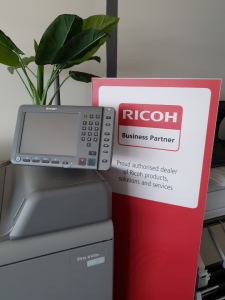 RICOH
Business Partner
Proud authorised dealer
of Ricoh products,
solutions and services